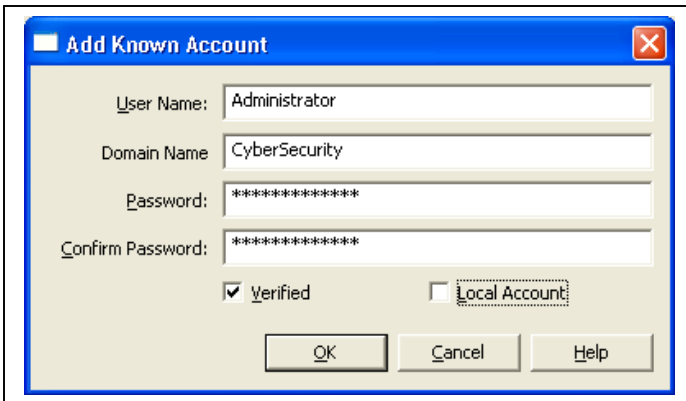 Add Known Account
User Name: Administrator
Domain Name CyberSecurity
Password: *************
Confirm Password: *************
Verified Local Account
OK Cancel Help